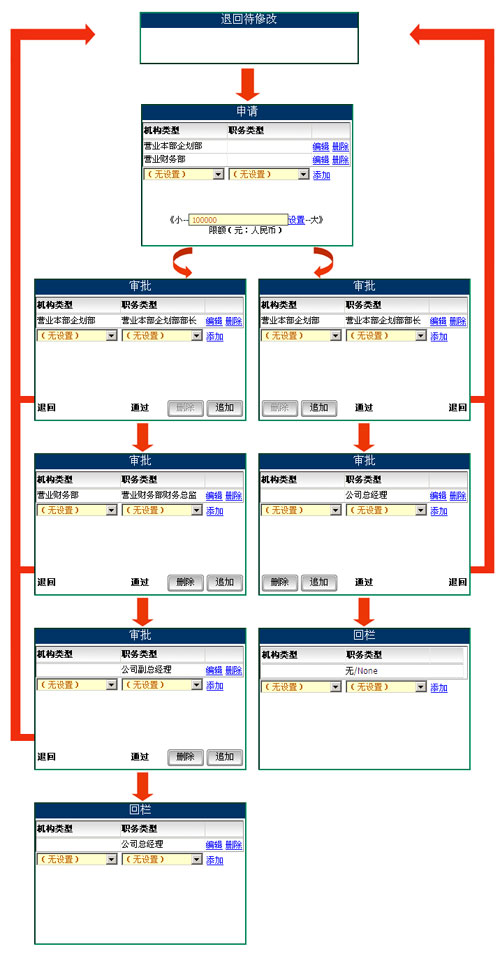 退回待修改
申请
机构类型 职务类型
营业本部企划部 编辑 删除
营业财务部 编辑 删除
（无设置） （无设置） 添加
《小--100000设置--大》
限额（元：人民币）
审批
机构类型 职务类型
营业本部企划部 营业本部企划部部长 编辑 删除
（无设置） （无设置） 添加
退回 通过 删除 追加
审批
机构类型 职务类型
营业本部企划部 营业本部企划部部长 编辑 删除
（无设置） （无设置） 添加
删除 追加 通过 退回
审批
机构类型 职务类型
营业财务部 营业财务部财务总监 编辑 删除
（无设置） （无设置） 添加
退回 通过 删除 追加
审批
机构类型 职务类型
公司总经理 编辑 删除
（无设置） （无设置） 添加
删除 追加 通过 退回
审批
机构类型 职务类型
公司副总经理 编辑 删除
（无设置） （无设置） 添加
退回 通过 删除 追加
回栏
机构类型 职务类型
无/None
（无设置） （无设置） 添加
回栏
机构类型 职务类型
公司总经理 编辑 删除
（无设置） （无设置） 添加